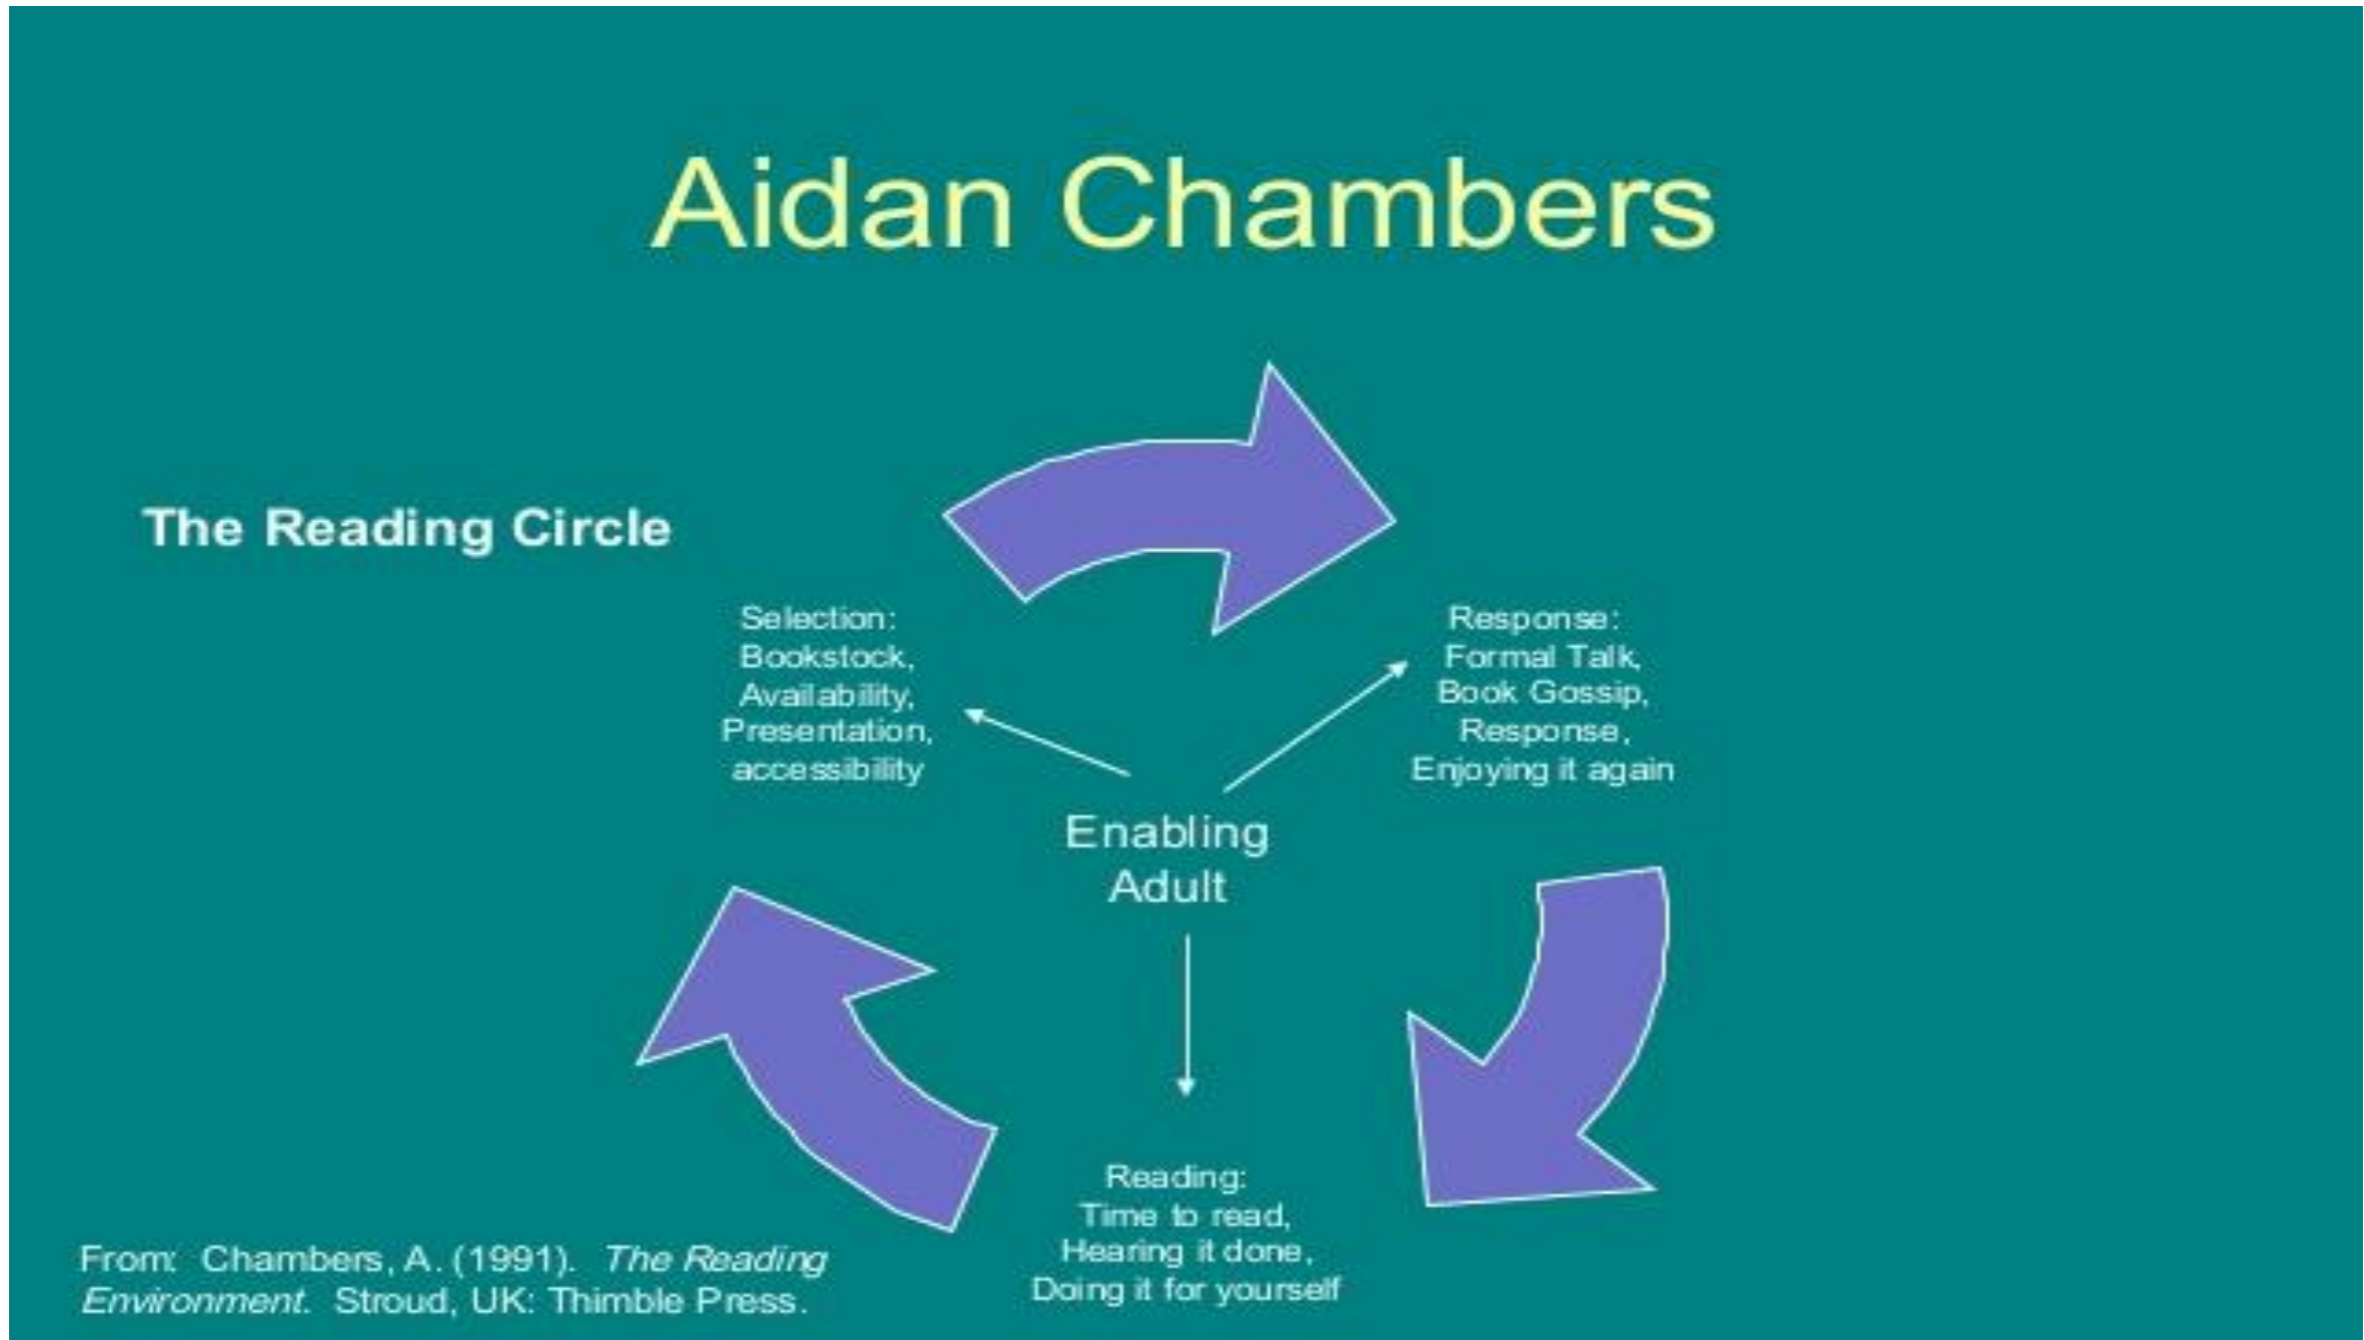 Aidan Chambers
The Reading Circle
Selection:
Bookstock,
Availability,
Presentation,
accessibility
Response:
Formal Talk,
Book Gossip,
Response,
Enjoying it again
Enabling
Adult
Reading:
Time to read,
Hearing it done,
Doing it for yourself
From: Chambers, A. (1991). The Reading
Environment. Stroud, UK: Thimble Press.